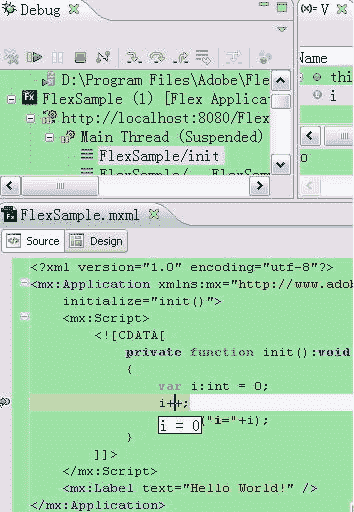 Debug
V
D:\Program Files\Adobe\Fle
Name
thi
FlexSample (1) [Flex Applica
i
http://localhost:8080/Flex
Main Thread (Suspended)
FlexSample/init
0
FlexSample.mxml
Source
Design
<?xml version="1.0" encoding="utf-8"?>
<mx:Application xmlns:mx="http://www.adob
initialize="init()">
<mx:Script>
<![CDATA[
private function init():void
{
var i:int = 0;
i++;
i = 0
("i="+i);
}
]]>
</mx:Script>
<mx:Label text="Hello World!" />
</mx:Application>